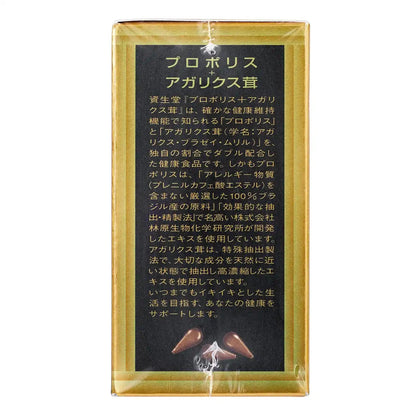 プロポリス
+
アガリクス茸
資生堂『プロポリス+アガリ
クス茸』は、確かな健康維持
機能で知られる「プロポリス」
と「アガリクス茸(学名:アガ
リクス・ブラゼイ・ムリル)」を、
独自の割合でダブル配合し
た健康食品です。しかもプロ
ポリスは、「アレルギー物質
(プレニルカフェ酸エステル)を
含まない厳選した100%ブラ
ジル産の原料」「効果的な抽
出・精製法」で名高い株式会社
林原生物化学研究所が開発
したエキスを使用しています。
アガリクス茸は、特殊抽出製
法で、大切な成分を天然に近
い状態で抽出し高濃縮したエ
キスを使用しています。
いつまでもイキイキとした生
活を目指す、あなたの健康を
サポートします。